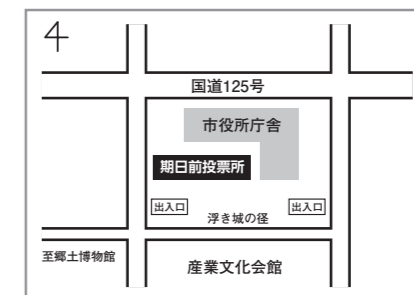 4
国道125号
市役所庁舎
期日前投票所
出入口
出入口
浮き城の径
至郷土博物館
産業文化会館